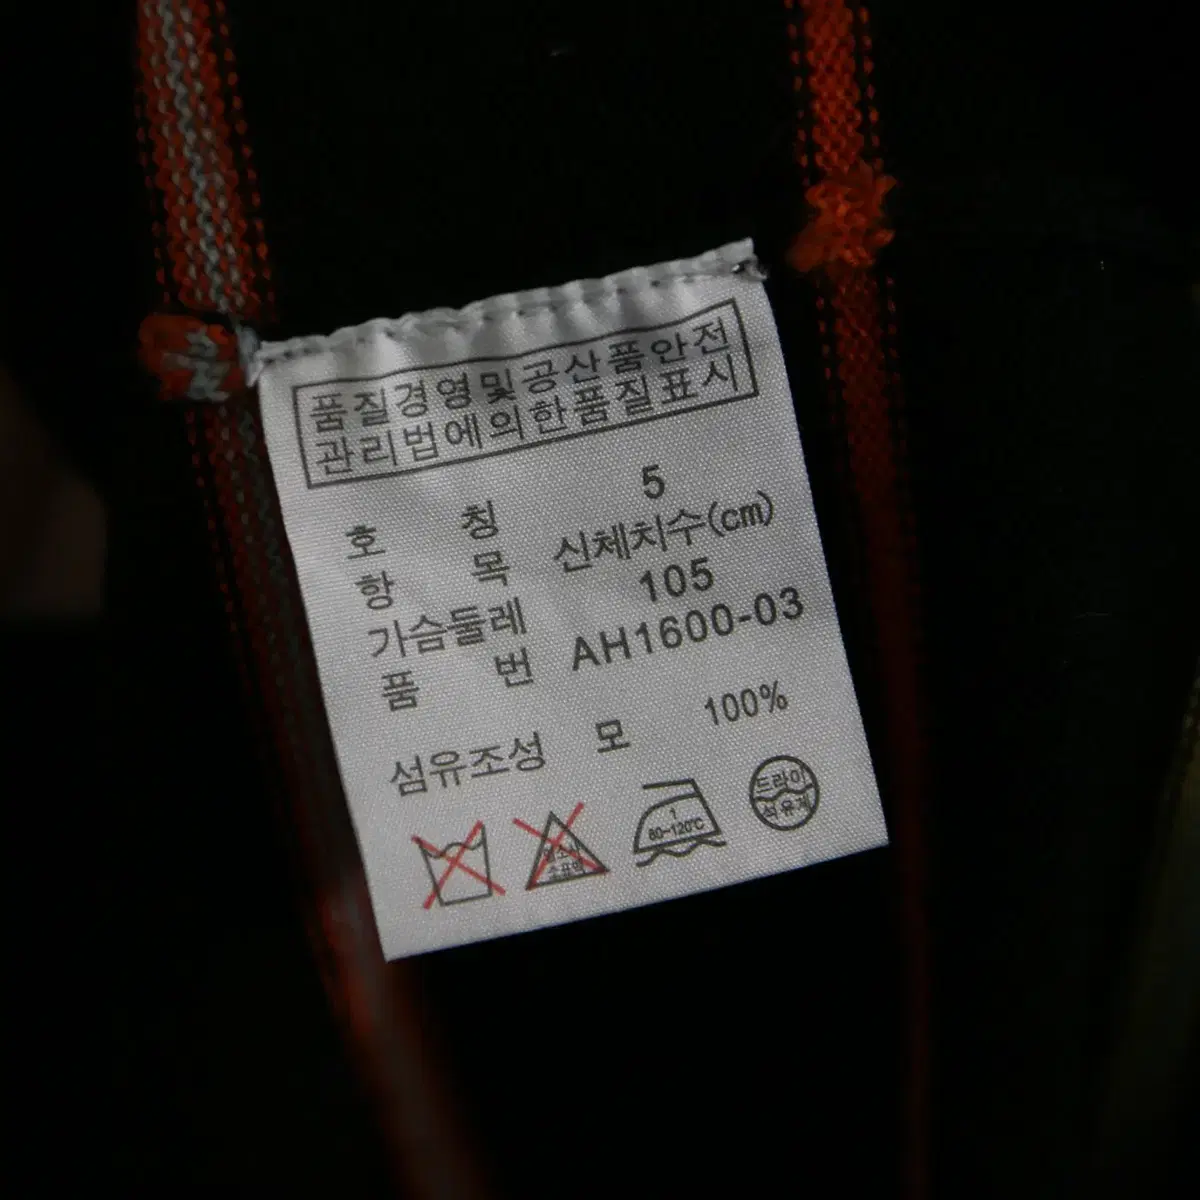 품질경영및공산품안전
관리법에의한품질표시
호 칭 5
항 목 신체치수(cm)
가슴둘레 105
품 번 AH1600-03
섬유조성 모 100%
1
80~120℃
드라이
석유계